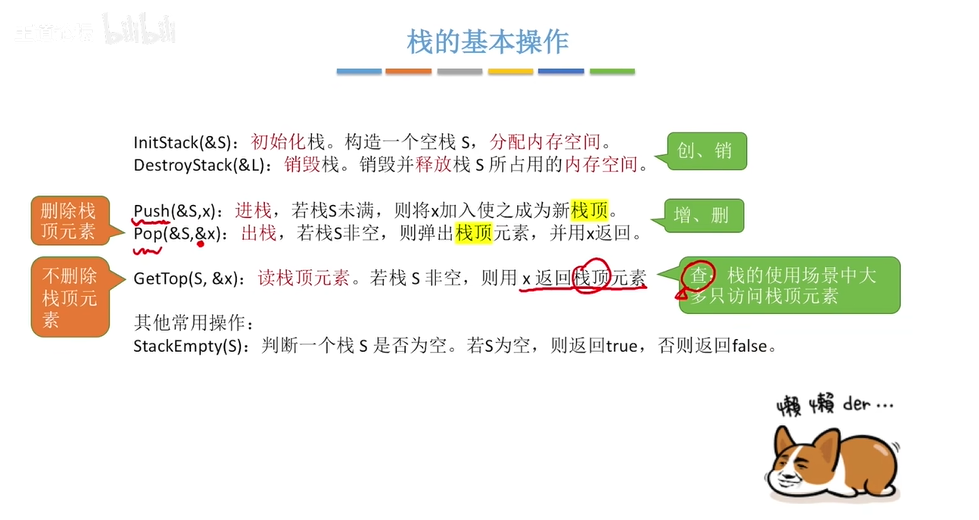 bilibili
栈的基本操作
InitStack(&S)：初始化栈。构造一个空栈 S，分配内存空间。
DestroyStack(&L)：销毁栈。销毁并释放栈 S 所占用的内存空间。
创、销
删除栈
顶元素
Push(&S,x)：进栈，若栈S未满，则将x加入使之成为新栈顶。
Pop(&S,&x)：出栈，若栈S非空，则弹出栈顶元素，并用x返回。
增、删
不删除
栈顶元
素
GetTop(S, &x)：读栈顶元素。若栈 S 非空，则用 x 返回栈顶元素
查：栈的使用场景中大
多只访问栈顶元素
其他常用操作：
StackEmpty(S)：判断一个栈 S 是否为空。若S为空，则返回true，否则返回false。
懒 懒 der …